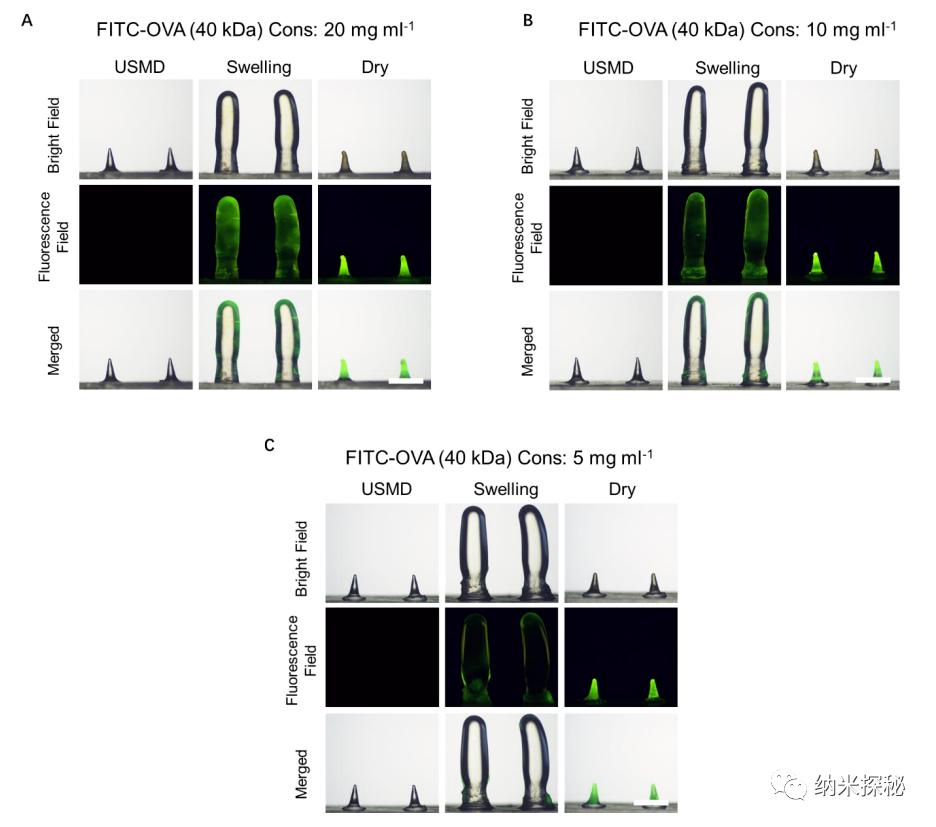 A
FITC-OVA (40 kDa) Cons: 20 mg ml-1
USMD Swelling Dry
Bright Field
Fluorescence
Field
Merged
B
FITC-OVA (40 kDa) Cons: 10 mg ml-1
USMD Swelling Dry
Bright Field
Fluorescence
Field
Merged
C
FITC-OVA (40 kDa) Cons: 5 mg ml-1
USMD Swelling Dry
Bright Field
Fluorescence
Field
Merged
纳米探秘